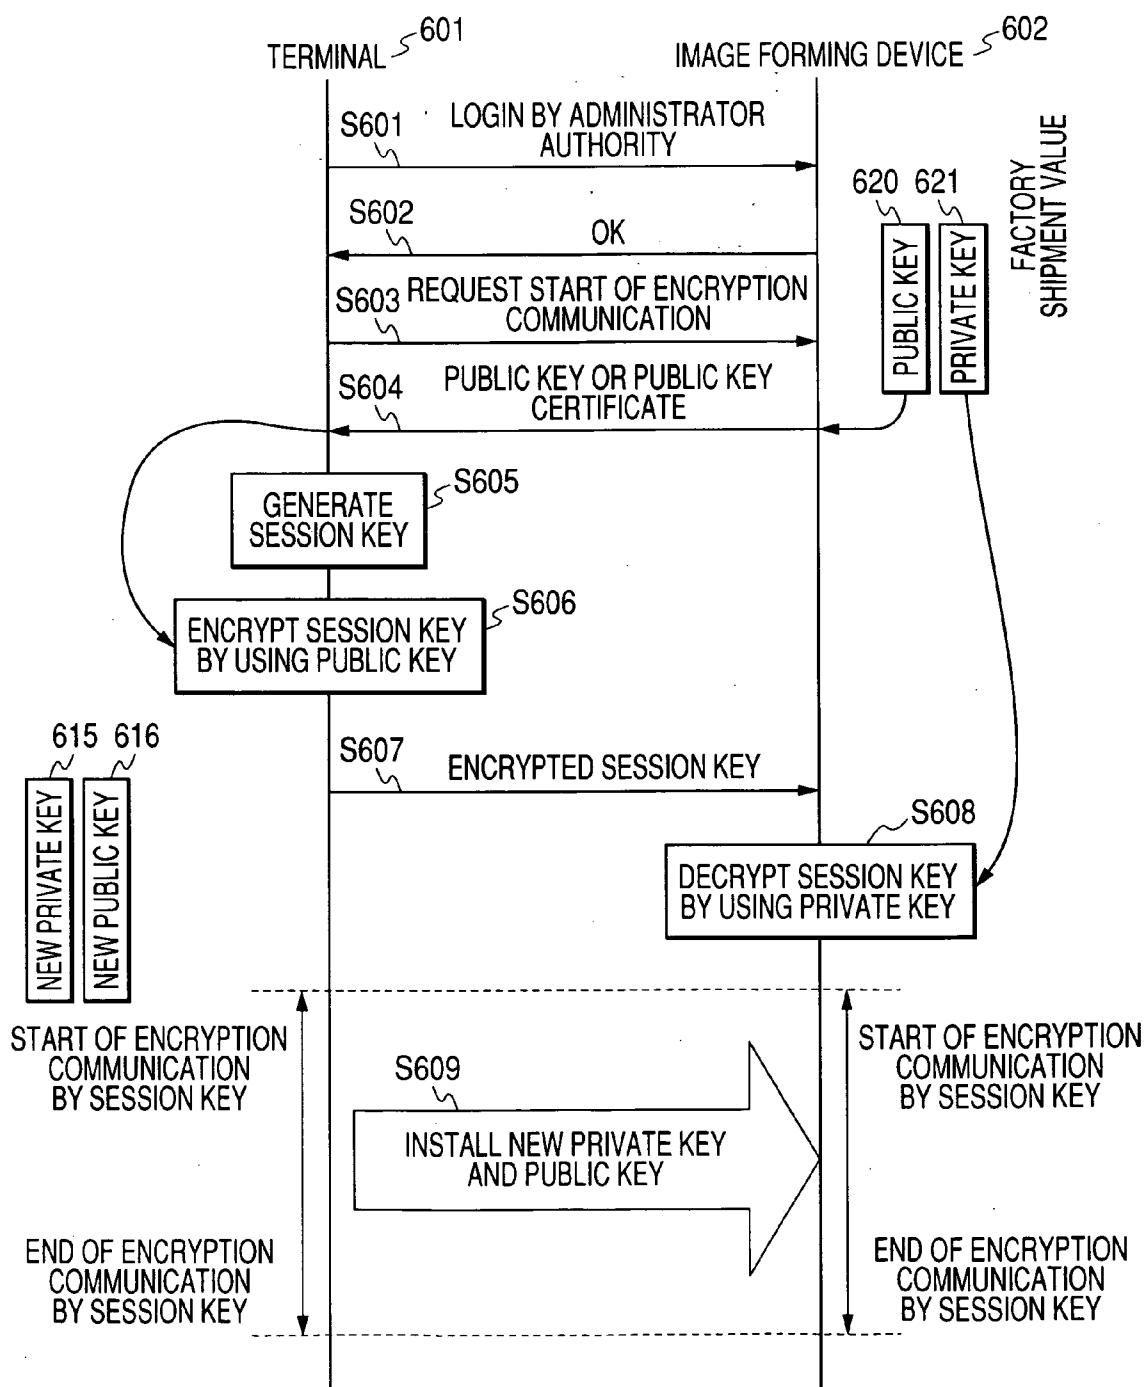 TERMINAL
601
IMAGE FORMING DEVICE
602
S601
LOGIN BY ADMINISTRATOR
AUTHORITY
620
621
PUBLIC KEY
PRIVATE KEY
FACTORY
SHIPMENT VALUE
S602
OK
S603
REQUEST START OF ENCRYPTION
COMMUNICATION
S604
PUBLIC KEY OR PUBLIC KEY
CERTIFICATE
GENERATE
SESSION KEY
S605
ENCRYPT SESSION KEY
BY USING PUBLIC KEY
S606
615
616
NEW PRIVATE KEY
NEW PUBLIC KEY
S607
ENCRYPTED SESSION KEY
S608
DECRYPT SESSION KEY
BY USING PRIVATE KEY
START OF ENCRYPTION
COMMUNICATION
BY SESSION KEY
START OF ENCRYPTION
COMMUNICATION
BY SESSION KEY
S609
INSTALL NEW PRIVATE KEY
AND PUBLIC KEY
END OF ENCRYPTION
COMMUNICATION
BY SESSION KEY
END OF ENCRYPTION
COMMUNICATION
BY SESSION KEY